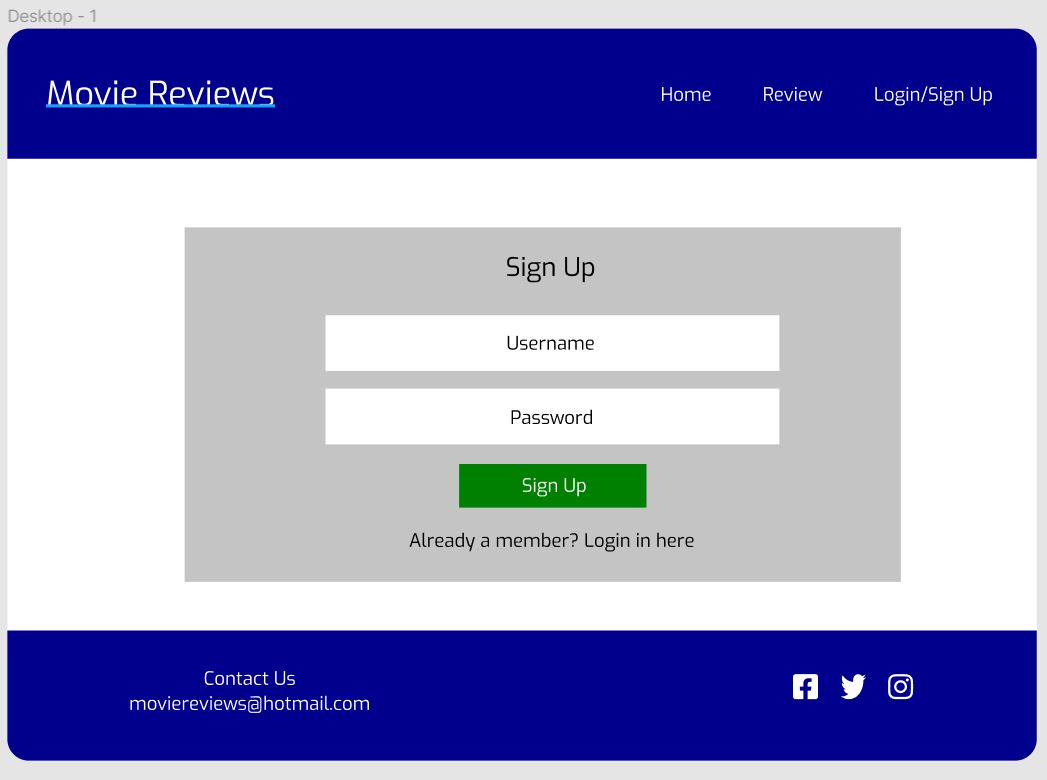 Desktop - 1
Movie Reviews
Home
Review
Login/Sign Up
Sign Up
Username
Password
Sign Up
Already a member? Login in here
Contact Us
moviereviews@hotmail.com